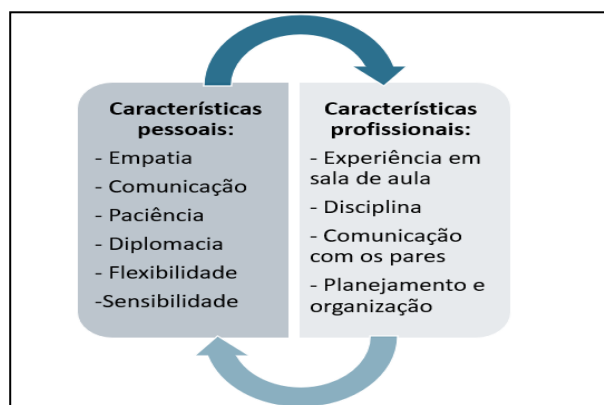 Características
pessoais:
- Empatia
- Comunicação
- Paciência
- Diplomacia
- Flexibilidade
-Sensibilidade
Características
profissionais:
- Experiência em
sala de aula
- Disciplina
- Comunicação
com os pares
- Planejamento e
organização